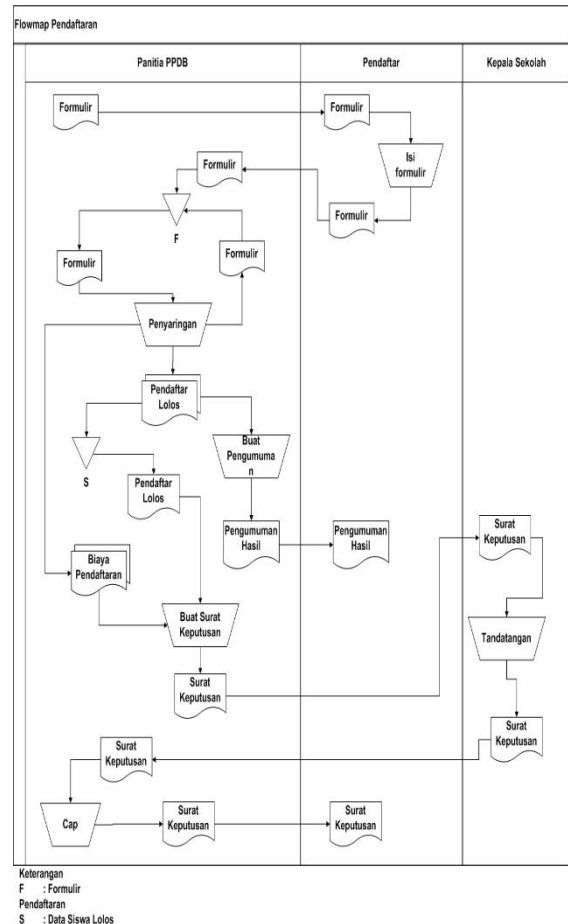 Flowmap Pendaftaran
Panitia PPDB
Pendaftar
Kepala Sekolah
Formulir
Formulir
Isi
formulir
Formulir
Formulir
F
Formulir
Formulir
Penyaringan
Pendaftar
Lolos
Buat
Pengumuma
n
S
Pendaftar
Lolos
Pengumuman
Hasil
Pengumuman
Hasil
Surat
Keputusan
Biaya
Pendaftaran
Buat Surat
Keputusan
Tandatangan
Surat
Keputusan
Surat
Keputusan
Surat
Keputusan
Cap
Surat
Keputusan
Surat
Keputusan
Keterangan
F : Formulir
Pendaftaran
S : Data Siswa Lolos